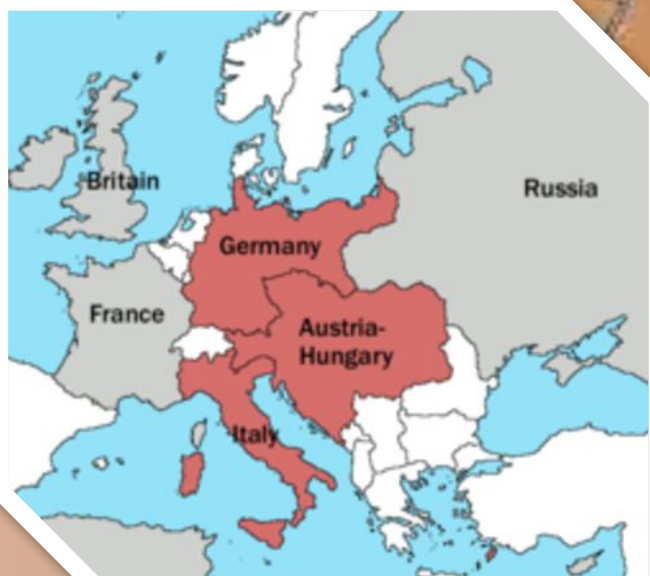 Britain
Russia
Germany
France
Austria-
Hungary
Italy